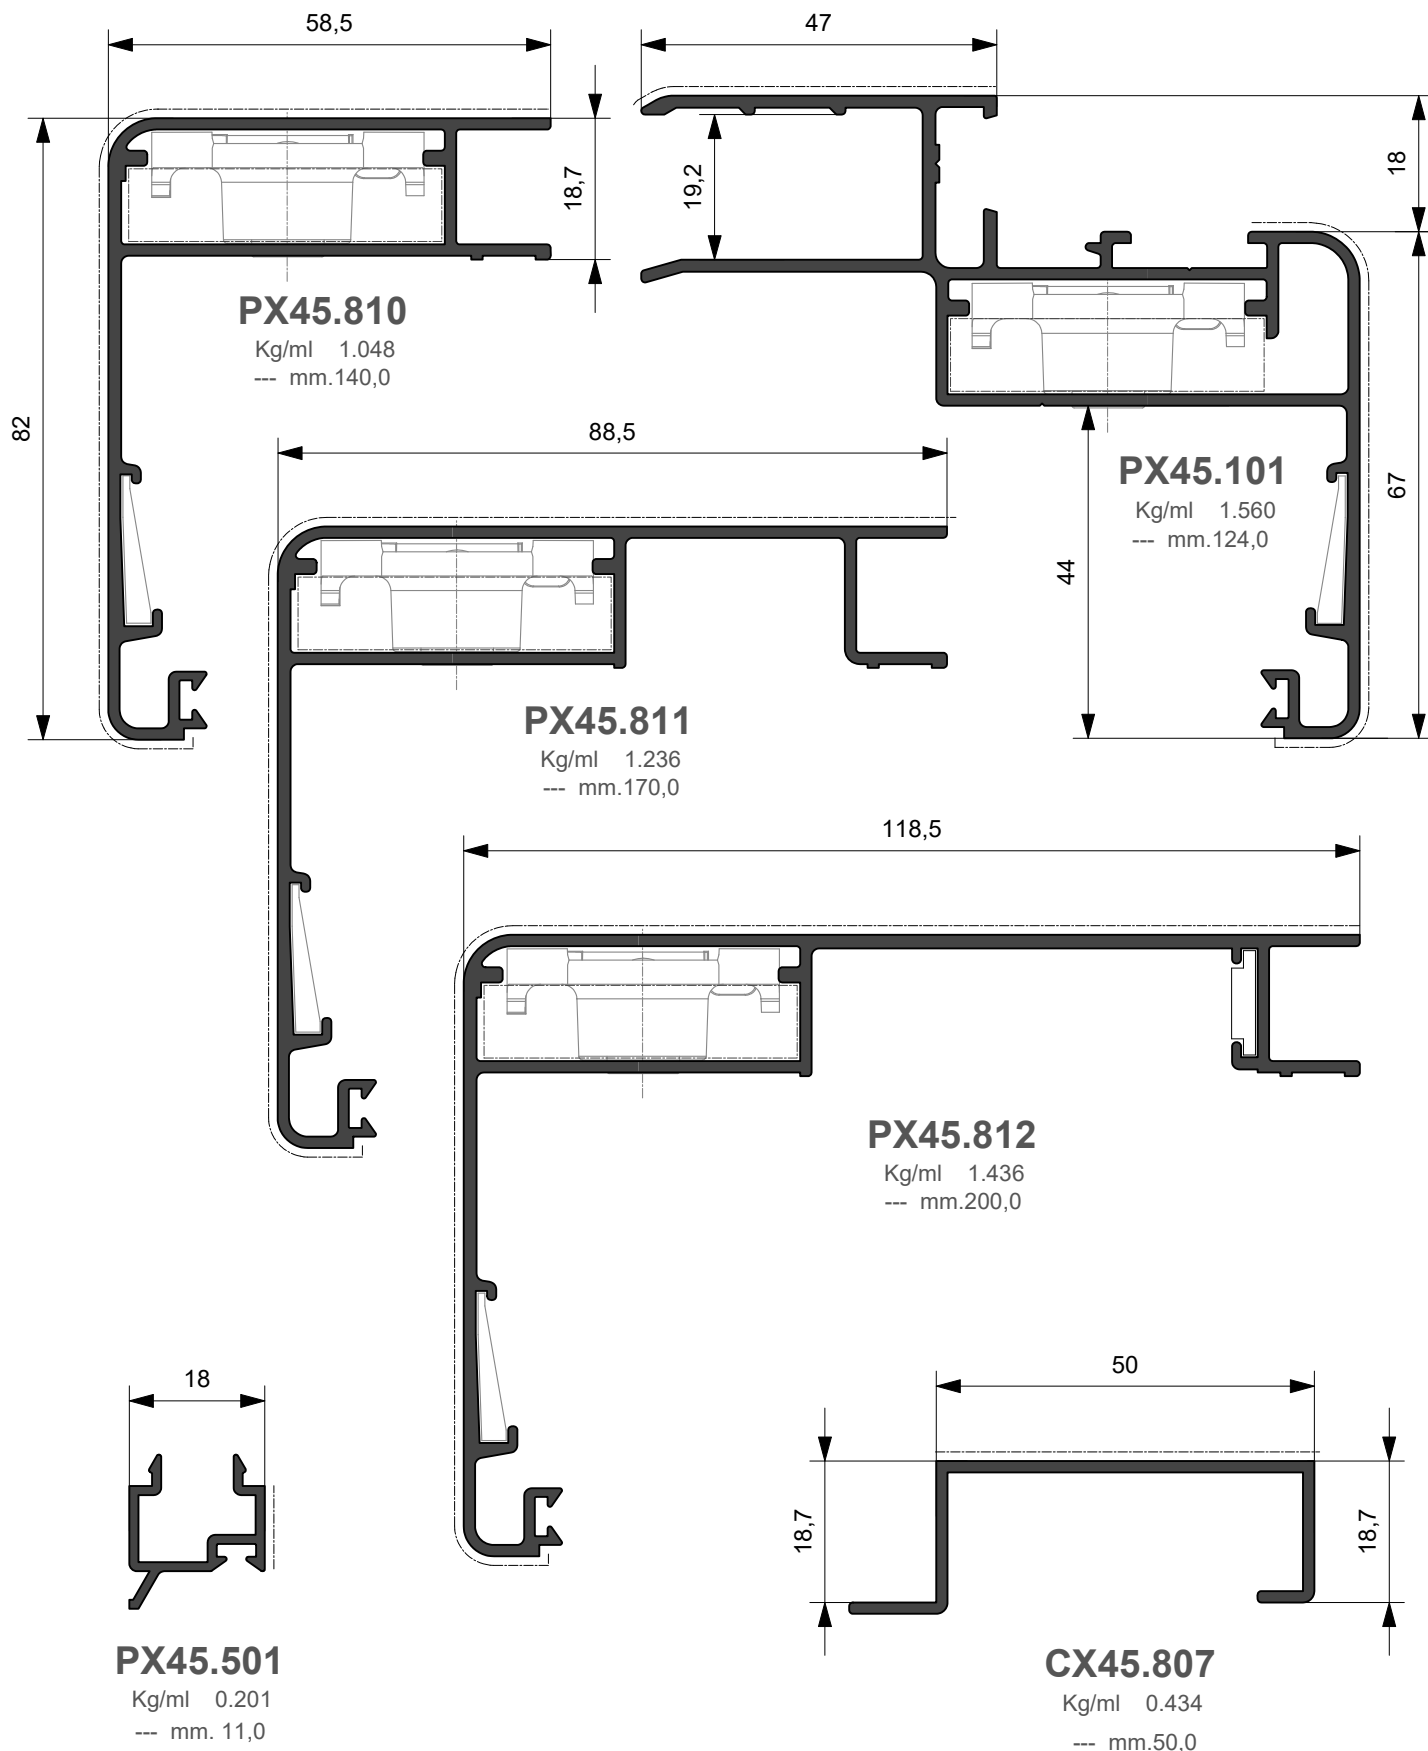 58,5
47
18,7
19,2
18
PX45.810
Kg/ml 1.048
--- mm.140,0
82
88,5
PX45.101
Kg/ml 1.560
--- mm.124,0
67
44
PX45.811
Kg/ml 1.236
--- mm.170,0
118,5
PX45.812
Kg/ml 1.436
--- mm.200,0
18
50
18,7
18,7
PX45.501
Kg/ml 0.201
--- mm. 11,0
CX45.807
Kg/ml 0.434
--- mm.50,0